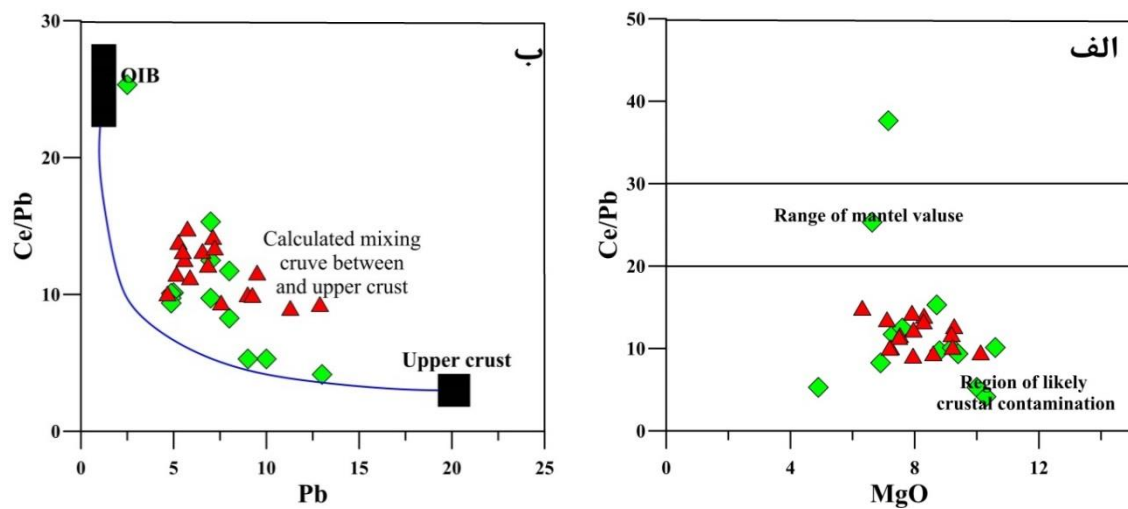 ب
30
20
10
0
Ce/Pb
OIB
Calculated mixing
cruve between
and upper crust
Upper crust
0
5
10
15
20
25
Pb
الف
50
40
30
20
10
0
Ce/Pb
Range of mantel valuse
Region of likely
crustal contamination
0
4
8
12
MgO